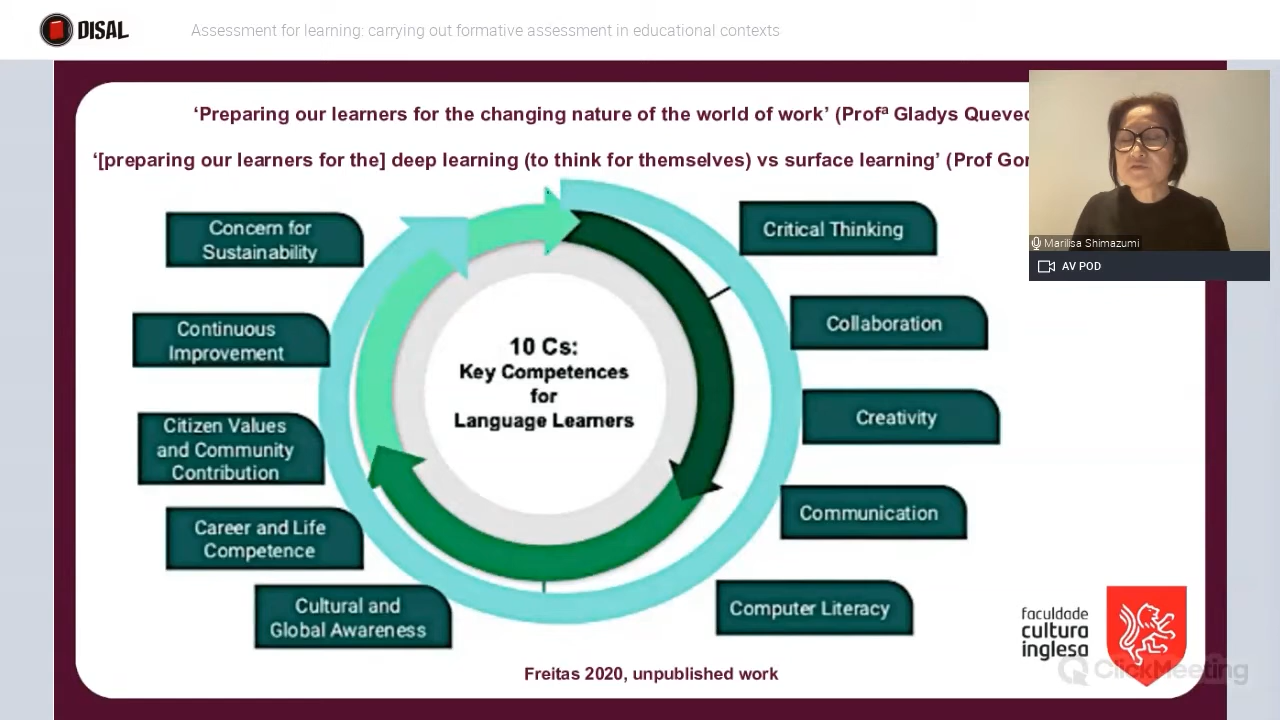 DISAL
Assessment for learning: carrying out formative assessment in educational contexts
‘Preparing our learners for the changing nature of the world of work’ (Profª Gladys
‘[preparing our learners for the] deep learning (to think for themselves) vs surface learning’ (Prof
Marilisa Shimazumi
AV POD
Concern for
Sustainability
Continuous
Improvement
Citizen Values
and Community
Contribution
Career and Life
Competence
Cultural and
Global Awareness
10 Cs:
Key Competences
for
Language Learners
Critical Thinking
Collaboration
Creativity
Communication
Computer Literacy
Freitas 2020, unpublished work
faculdade
cultura
inglesa
ClickMeeting